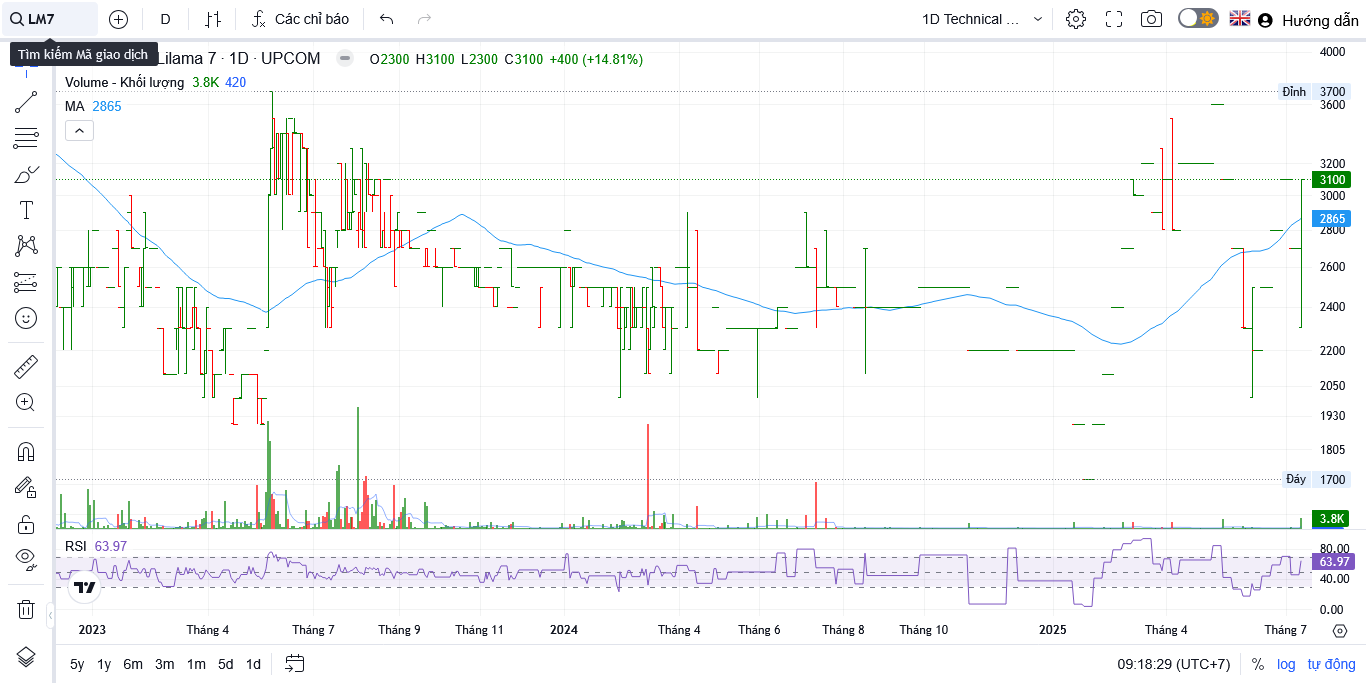 LM7 D Các chỉ báo 1D Technical ... Hướng dẫn
Tìm kiếm Mã giao dịch
Lilama 7 · 1D · UPCOM O2300 H3100 L2300 C3100 +400 (+14.81%)
Volume - Khối lượng 3.8K 420
MA 2865
4000
Đỉnh 3700
3600
3200
3100
3000
2865
2800
2600
2400
2200
2050
1930
1805
Đáy 1700
3.8K
RSI 63.97
80.00
63.97
40.00
0.00
2023 Tháng 4 Tháng 7 Tháng 9 Tháng 11 2024 Tháng 4 Tháng 6 Tháng 8 Tháng 10 2025 Tháng 4 Tháng 7
5y 1y 6m 3m 1m 5d 1d 09:18:29 (UTC+7) % log tự động